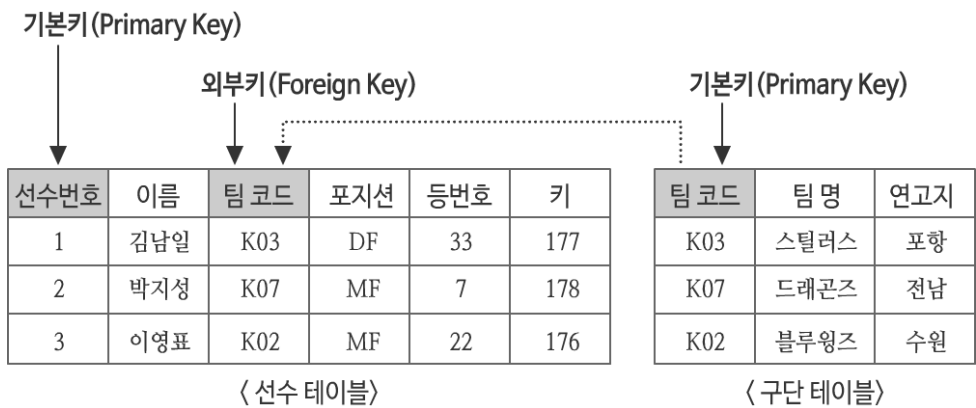 기본키(Primary Key)
외부키(Foreign Key) 기본키(Primary Key)
선수번호 이름 팀 코드 포지션 등번호 키 팀 코드 팀 명 연고지
1 김남일 K03 DF 33 177 K03 스틸러스 포항
2 박지성 K07 MF 7 178 K07 드래곤즈 전남
3 이영표 K02 MF 22 176 K02 블루윙즈 수원
〈 선수 테이블〉 〈 구단 테이블〉